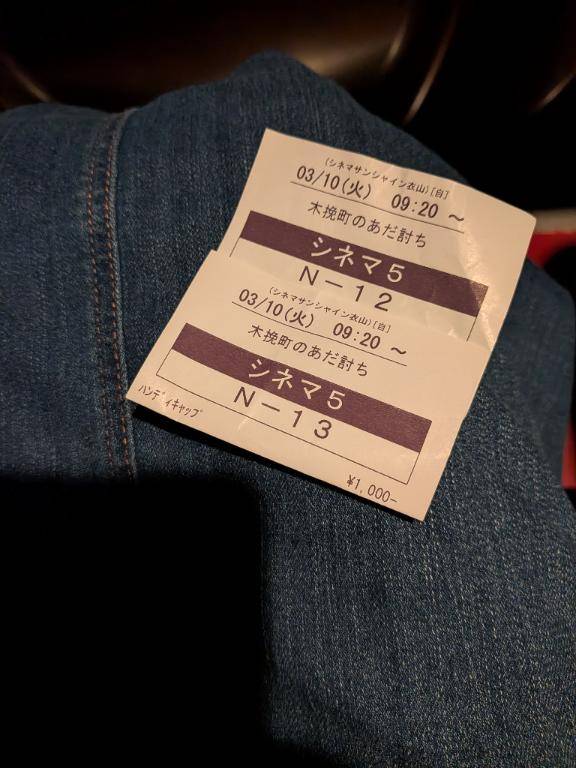 (シネマサンシャイン衣山)[自]
03/10(火) 09:20 ～
木挽町のあだ討ち
シネマ5
N－12
(シネマサンシャイン衣山)[自]
03/10(火) 09:20 ～
木挽町のあだ討ち
シネマ5
N－13
ﾊﾝﾃﾞｨｷｬｯﾌﾟ
¥1,000-